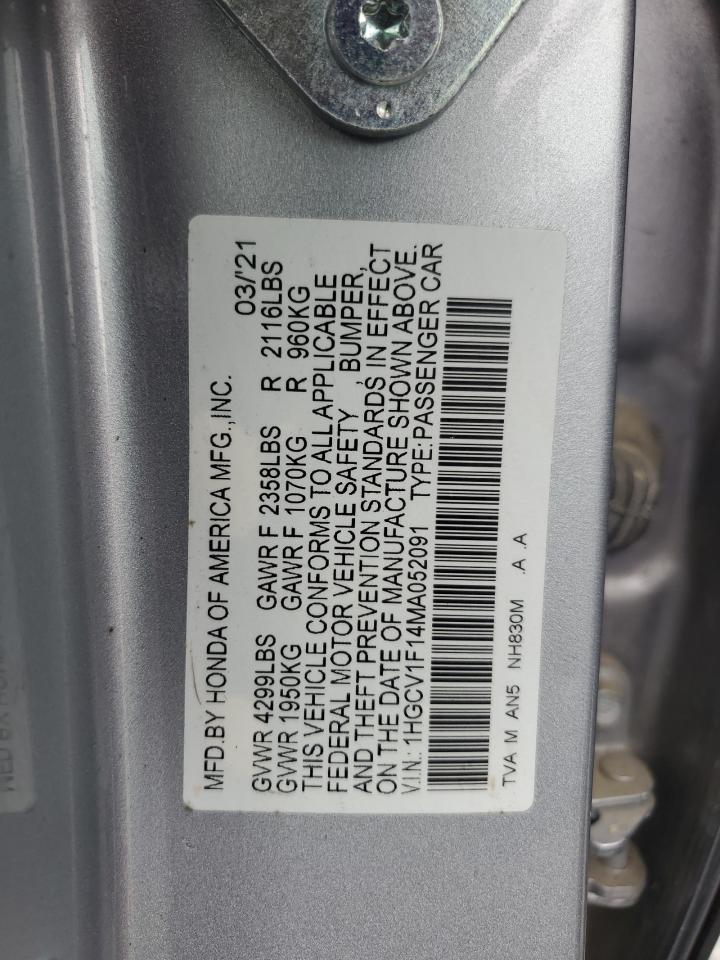 MFD.BY HONDA OF AMERICA MFG.,INC. 03/'21
GVWR 4299LBS GAWR F 2358LBS R 2116LBS
GVWR 1950KG GAWR F 1070KG R 960KG
THIS VEHICLE CONFORMS TO ALL APPLICABLE
FEDERAL MOTOR VEHICLE SAFETY , BUMPER,
AND THEFT PREVENTION STANDARDS IN EFFECT
ON THE DATE OF MANUFACTURE SHOWN ABOVE.
V.I.N.: 1HGCV1F14MA052091 TYPE:PASSENGER CAR
TVA M AN5 NH830M .A .A